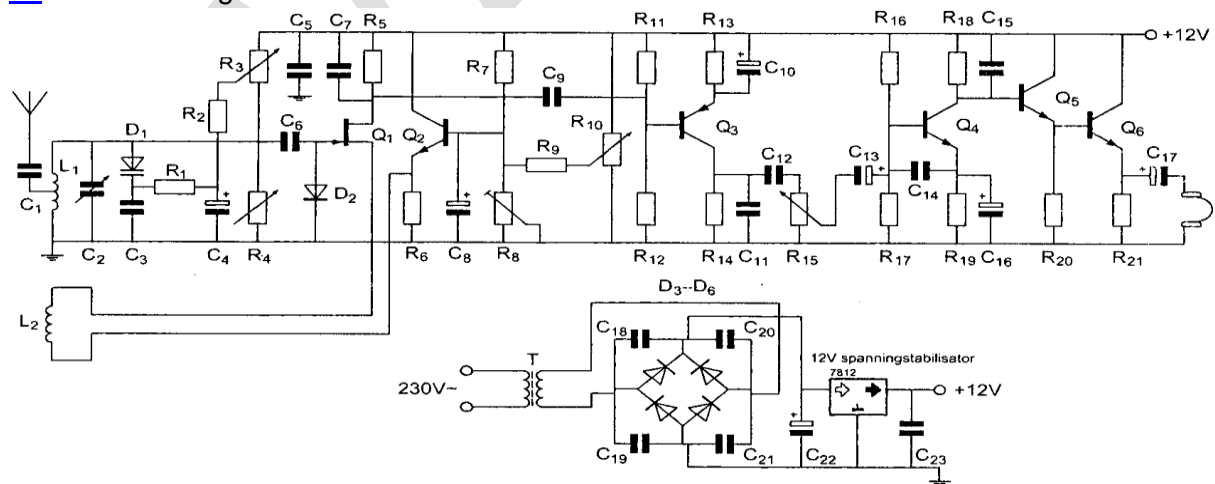 R11 R13 R16 R18 C15
C5 C7 R5
+12V
R3 R7 C9 + C10
R2 R10 Q5
D1 C6 Q1 Q2 Q3 Q4 Q6
L1 R1 R9 C12 C13 C14 C17
C1 + D2 + + + +
C2 C3 C4 R4 R6 C8 R8 R12 R14 C11 R15 R17 R19 C16 R20 R21
D3--D6
L2
C18 C20
T
12V spanningstabilisator
7812
230V~ +12V
+
C19 C21 C22 C23